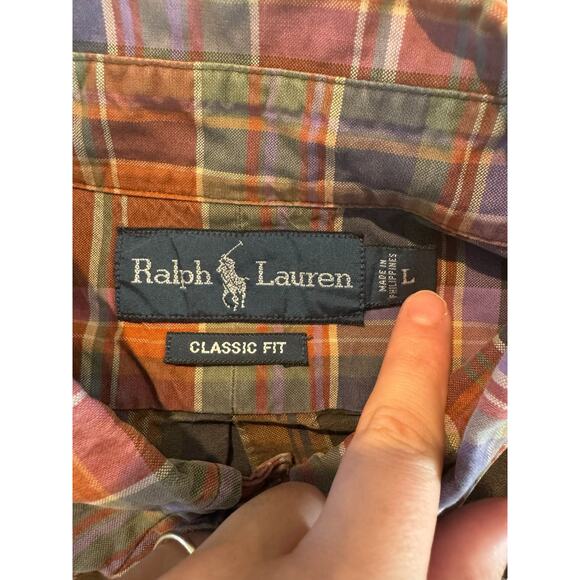 Ralph Lauren
MADE IN
PHILIPPINES
L
CLASSIC FIT